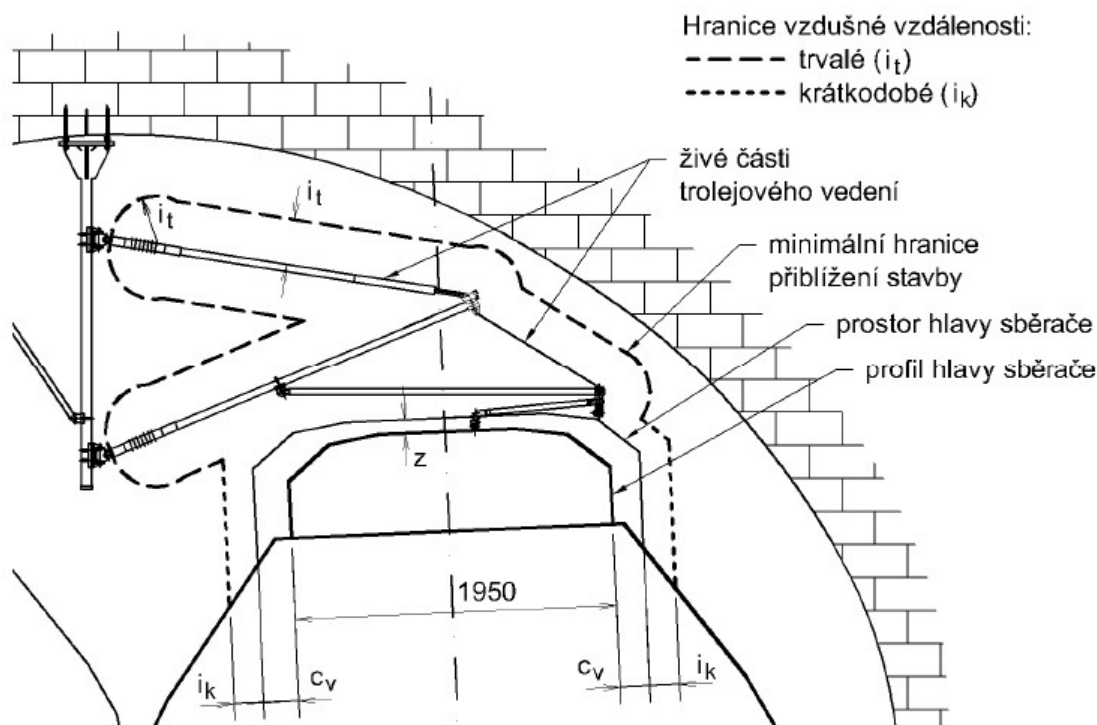 Hranice vzdušné vzdálenosti:
trvalé (it)
krátkodobé (ik)
živé části
trolejového vedení
it
it
minimální hranice
přiblížení stavby
prostor hlavy sběrače
profil hlavy sběrače
z
1950
ik
cv
cv
ik